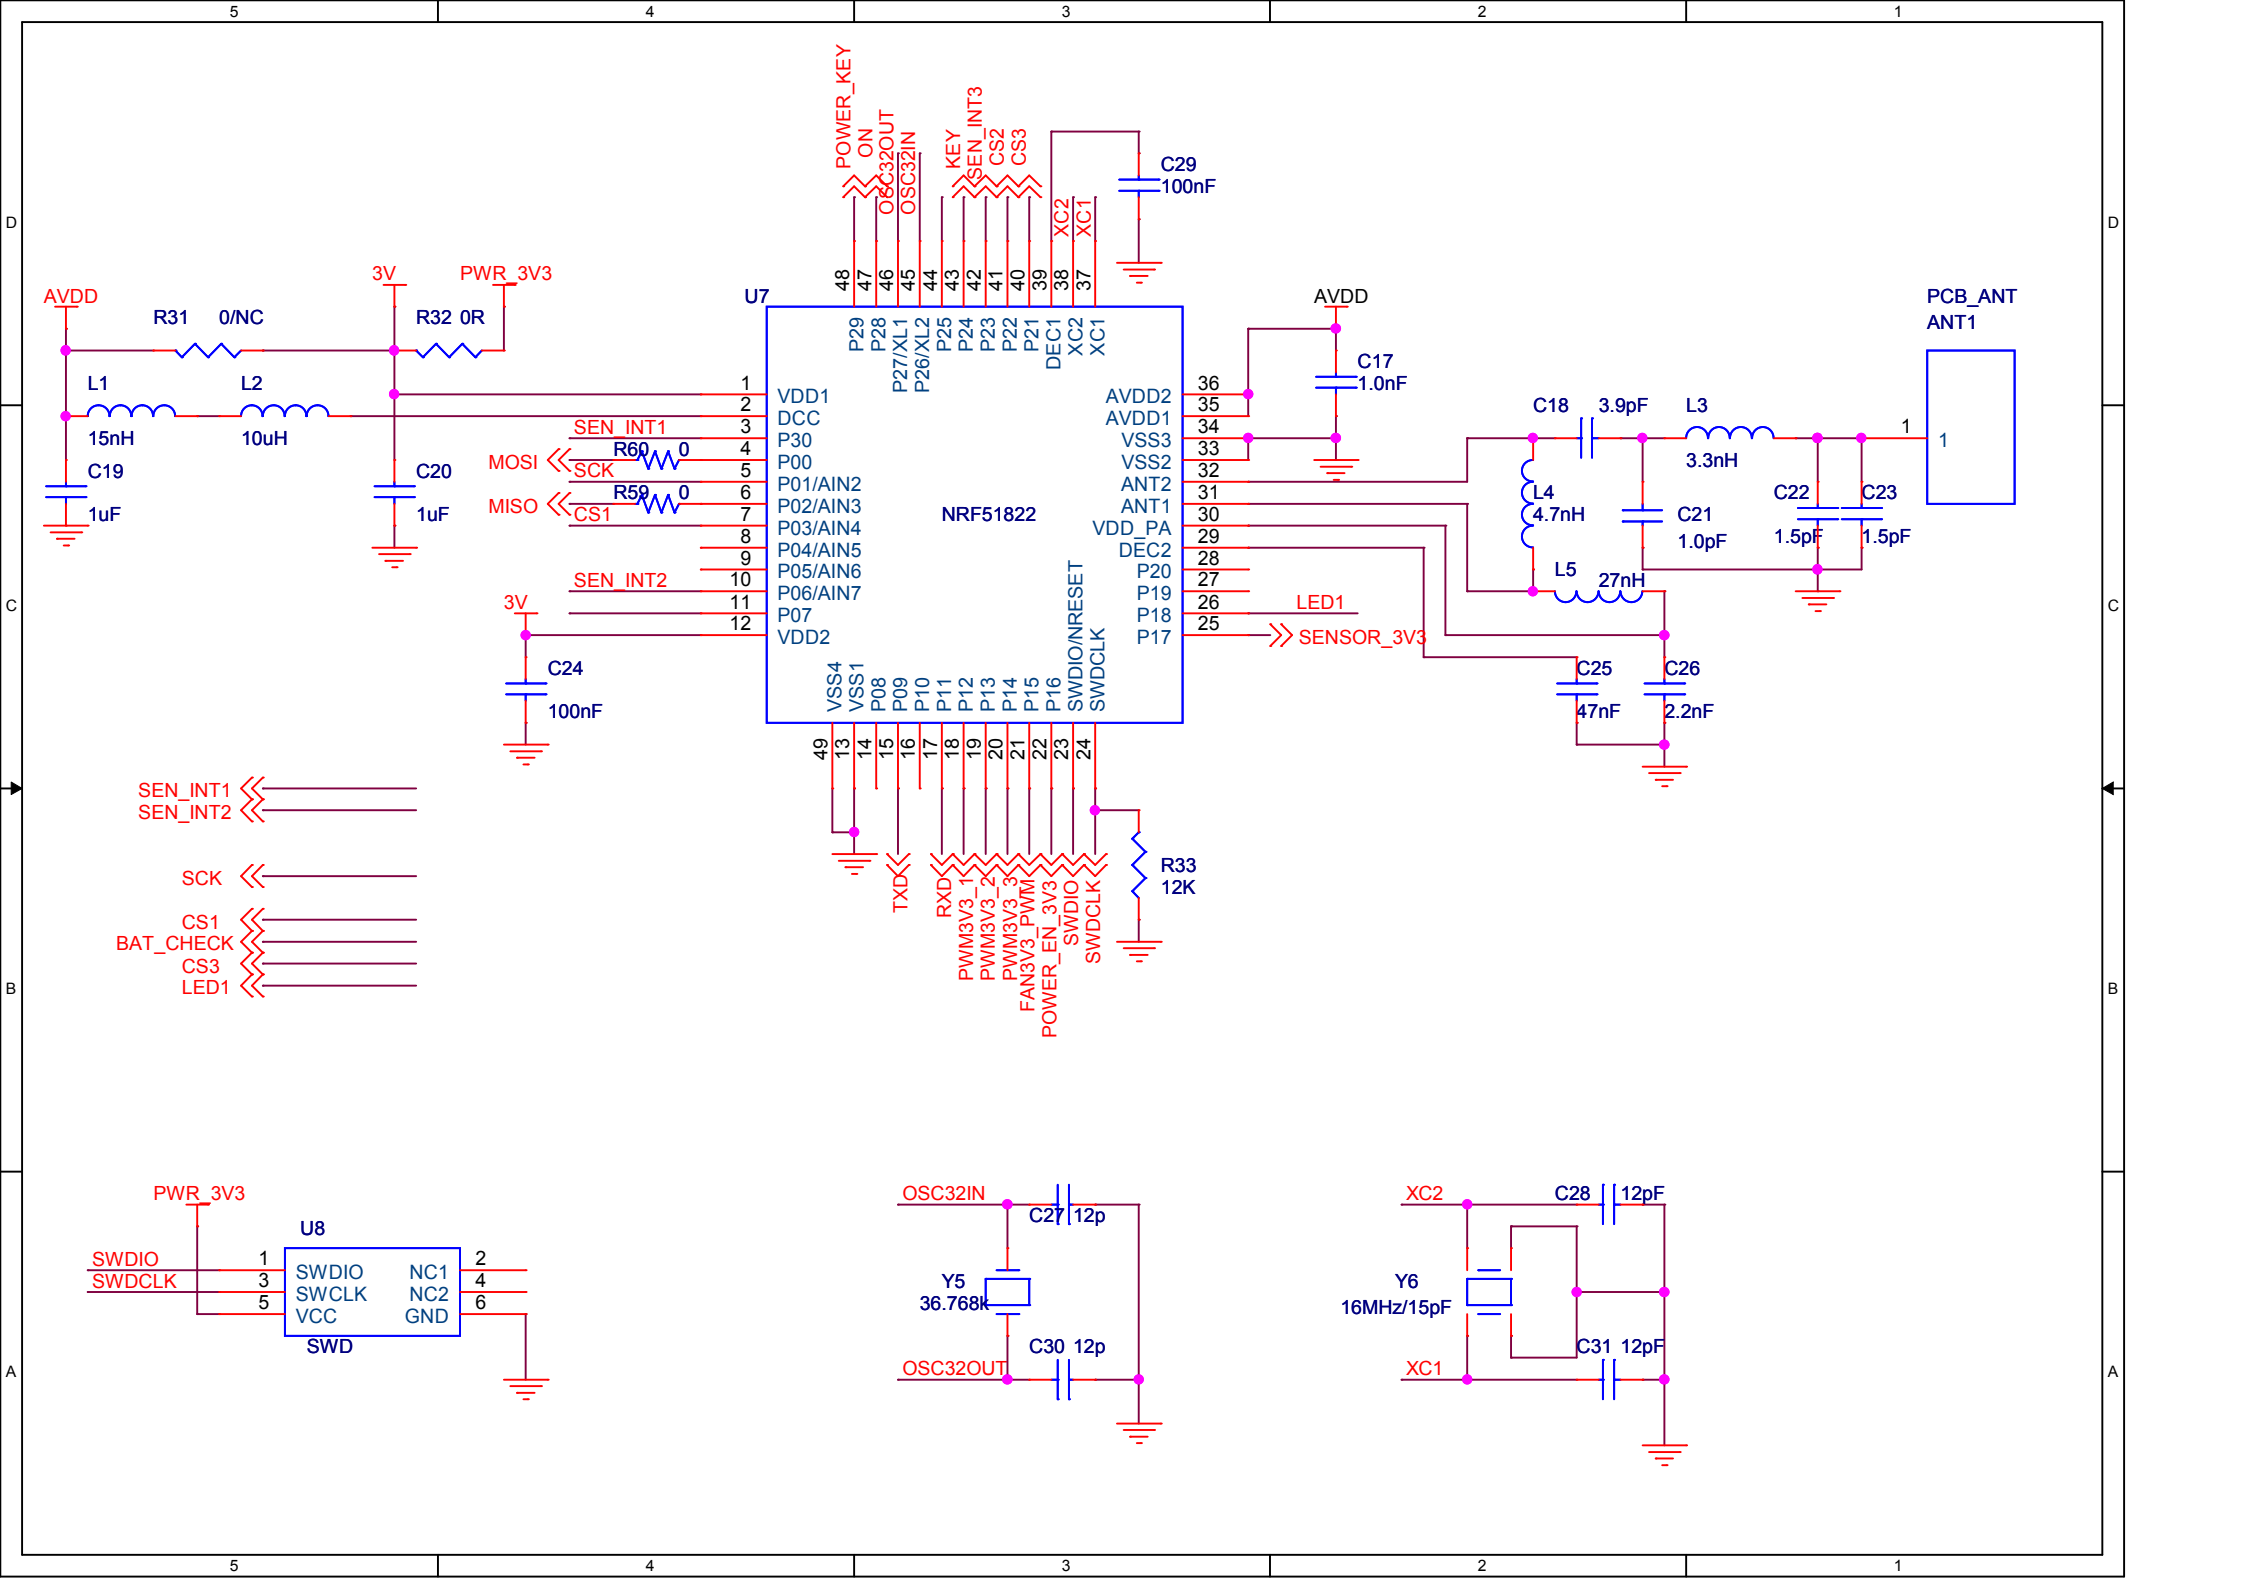 5 4 3 2 1
D D
C C
B B
A A
POWER_KEY
ON
OSC32OUT
OSC32IN
KEY
SEN_INT3
CS2
CS3
XC2
XC1
C29
100nF
48 47 46 45 44 43 42 41 40 39 38 37
U7
P29 P28 P27/XL1 P26/XL2 P25 P24 P23 P22 P21 DEC1 XC2 XC1
AVDD
R31 0/NC
3V
PWR_3V3
R32 0R
L1
15nH
L2
10uH
C19
1uF
C20
1uF
1 VDD1
2 DCC
SEN_INT1 3 P30
MOSI R60 0 4 P00
SCK 5 P01/AIN2
MISO R59 0 6 P02/AIN3
CS1 7 P03/AIN4
8 P04/AIN5
9 P05/AIN6
SEN_INT2 10 P06/AIN7
11 P07
3V 12 VDD2
C24
100nF
NRF51822
AVDD2 36
AVDD1 35
VSS3 34
VSS2 33
ANT2 32
ANT1 31
VDD_PA 30
DEC2 29
P20 28
P19 27
P18 26 LED1
P17 25 SENSOR_3V3
AVDD
C17
1.0nF
C18 3.9pF
L3
3.3nH
L4
4.7nH
C21
1.0pF
C22
1.5pF
C23
1.5pF
L5 27nH
C25
47nF
C26
2.2nF
PCB_ANT
ANT1
1 1
VSS4 VSS1 P08 P09 P10 P11 P12 P13 P14 P15 P16 SWDIO/NRESET SWDCLK
49 13 14 15 16 17 18 19 20 21 22 23 24
TXD
RXD
PWM3V3_1
PWM3V3_2
PWM3V3_3
FAN3V3_PWM
POWER_EN_3V3
SWDIO
SWDCLK
R33
12K
SEN_INT1
SEN_INT2
SCK
CS1
BAT_CHECK
CS3
LED1
PWR_3V3
U8
SWDIO 1 SWDIO NC1 2
SWDCLK 3 SWCLK NC2 4
5 VCC GND 6
SWD
OSC32IN
C27 12p
Y5
36.768k
C30 12p
OSC32OUT
XC2
C28 12pF
Y6
16MHz/15pF
C31 12pF
XC1
5 4 3 2 1